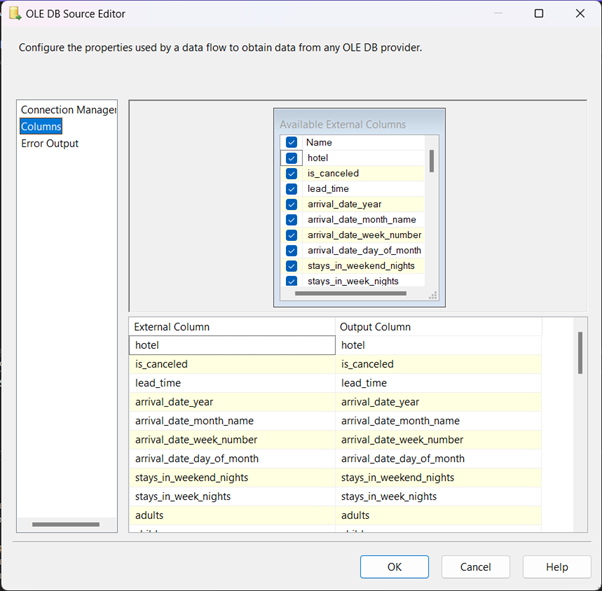 OLE DB Source Editor
Configure the properties used by a data flow to obtain data from any OLE DB provider.
Connection Manager
Columns
Error Output
Available External Columns
Name
hotel
is_canceled
lead_time
arrival_date_year
arrival_date_month_name
arrival_date_week_number
arrival_date_day_of_month
stays_in_weekend_nights
stays_in_week_nights
External Column Output Column
hotel hotel
is_canceled is_canceled
lead_time lead_time
arrival_date_year arrival_date_year
arrival_date_month_name arrival_date_month_name
arrival_date_week_number arrival_date_week_number
arrival_date_day_of_month arrival_date_day_of_month
stays_in_weekend_nights stays_in_weekend_nights
stays_in_week_nights stays_in_week_nights
adults adults
OK Cancel Help